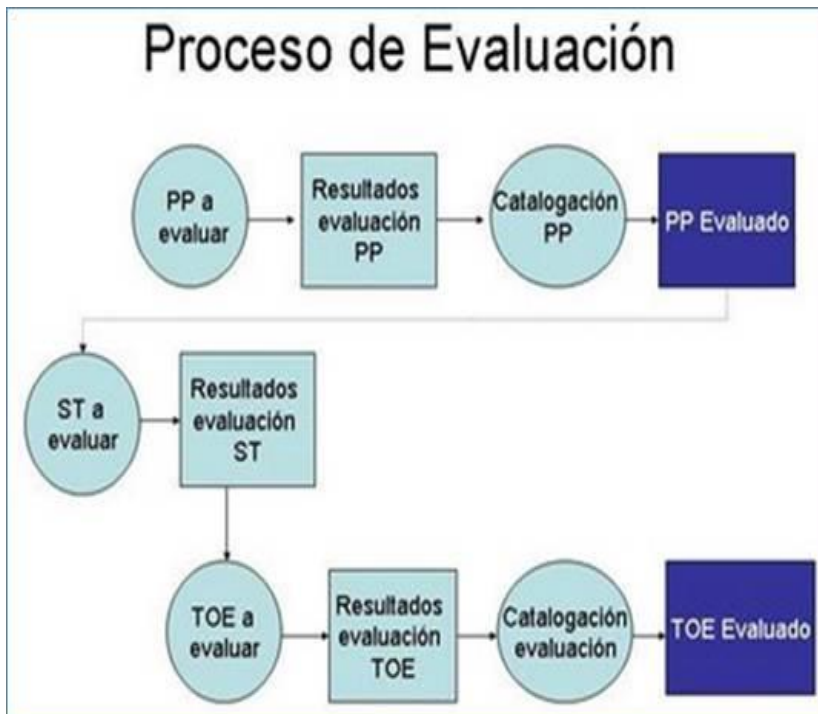 Proceso de Evaluación
PP a
evaluar
Resultados
evaluación
PP
Catalogación
PP
PP Evaluado
ST a
evaluar
Resultados
evaluación
ST
TOE a
evaluar
Resultados
evaluación
TOE
Catalogación
evaluación
TOE Evaluado